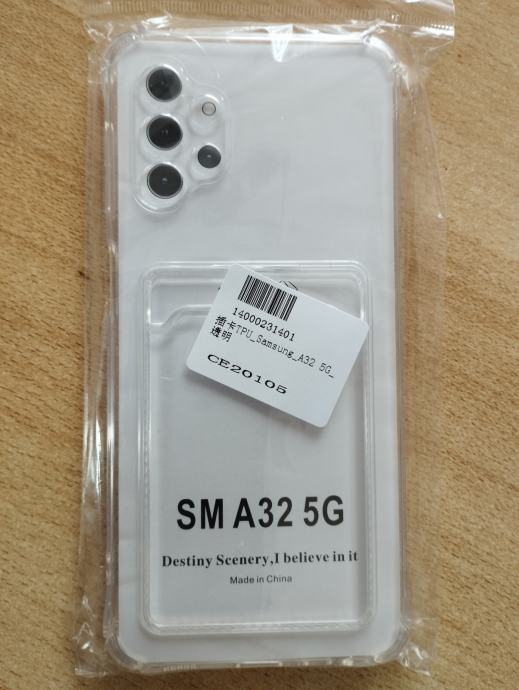 14000231401
插卡TPU_Samsung_A32 5G_
透明
CE20105
SM A32 5G
Destiny Scenery,I believe in it
Made in China